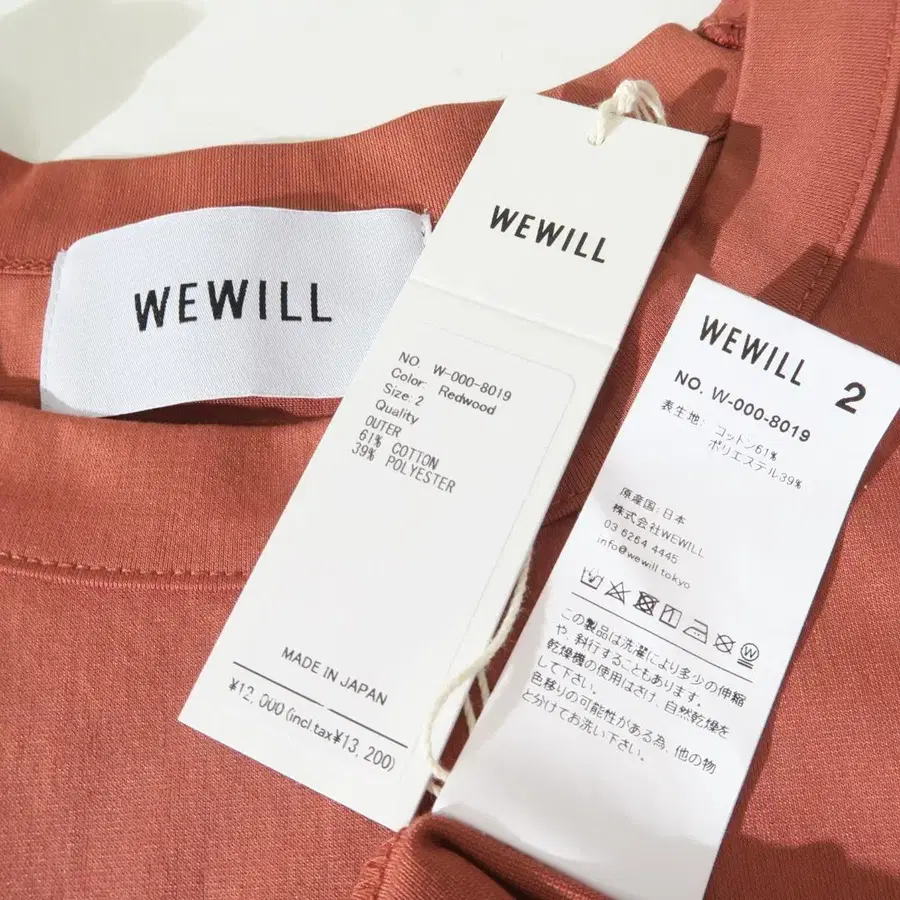 WEWILL
WEWILL
NO. W-000-8019
Color: Redwood
Size: 2
Quality
OUTER
61% COTTON
39% POLYESTER
MADE IN JAPAN
¥12,000(incl.tax¥13,200)
WEWILL 2
NO. W-000-8019
表生地: コットン61%
ポリエステル39%
原産国:日本
株式会社WEWILL
03 6264 4445
info@wewill.tokyo
W
この製品は洗濯により多少の伸縮
や、斜行することもあります。
乾燥機の使用はさけ、自然乾燥を
して下さい。
色移りの可能性がある為、他の物
と分けてお洗い下さい。